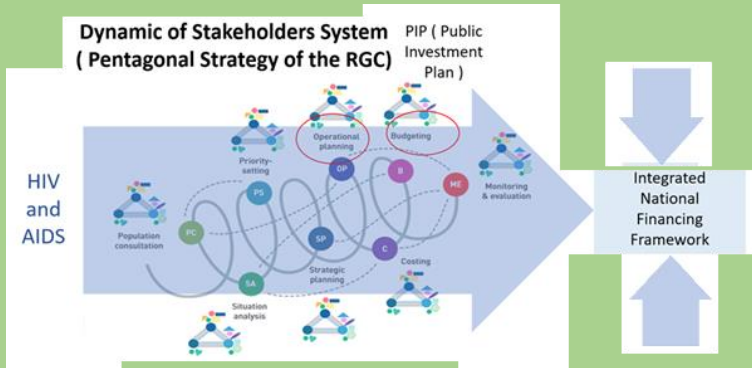 Dynamic of Stakeholders System
( Pentagonal Strategy of the RGC)
PIP ( Public
Investment
Plan )
HIV
and
AIDS
Population
consultation
PC
Priority-
setting
PS
SA
Situation
analysis
Operational
planning
OP
SP
Strategic
planning
Budgeting
B
C
Costing
ME
Monitoring
& evaluation
Integrated
National
Financing
Framework